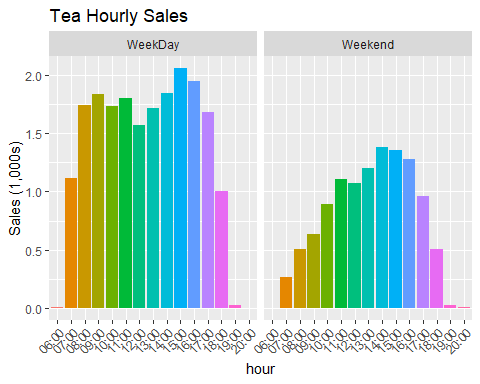 Tea Hourly Sales
WeekDay Weekend
Sales (1,000s)
2.0
1.5
1.0
0.5
0.0
06:00 07:00 08:00 09:00 10:00 11:00 12:00 13:00 14:00 15:00 16:00 17:00 18:00 19:00 20:00 06:00 07:00 08:00 09:00 10:00 11:00 12:00 13:00 14:00 15:00 16:00 17:00 18:00 19:00 20:00
hour